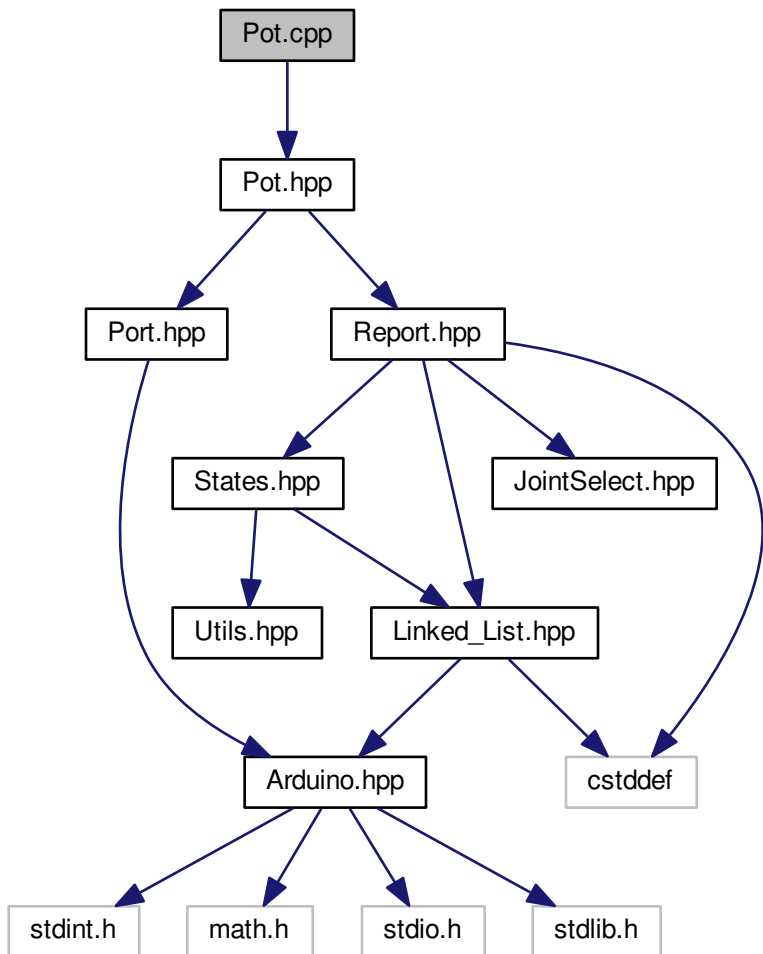 Pot.cpp
Pot.hpp
Port.hpp
Report.hpp
States.hpp
JointSelect.hpp
Utils.hpp
Linked_List.hpp
Arduino.hpp
cstddef
stdint.h
math.h
stdio.h
stdlib.h